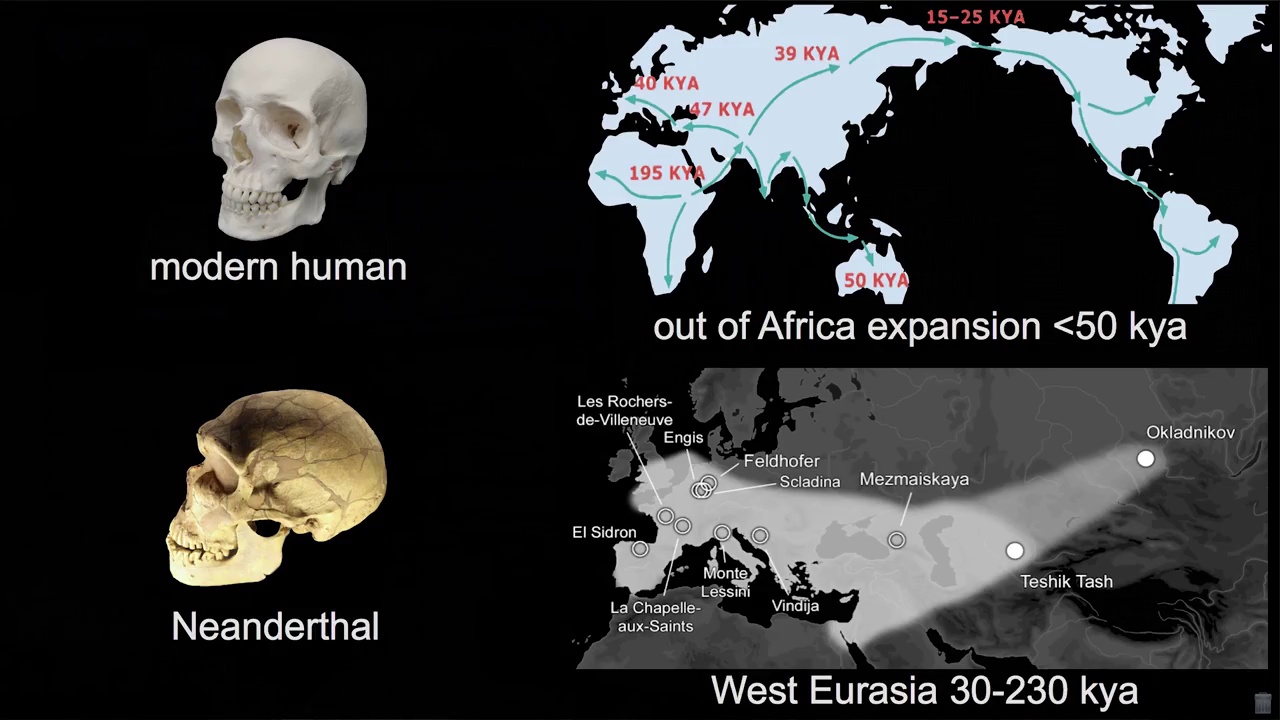 modern human
15–25 KYA
39 KYA
40 KYA
47 KYA
195 KYA
50 KYA
out of Africa expansion <50 kya
Neanderthal
Les Rochers-
de-Villeneuve
Engis
Feldhofer
Scladina
Mezmaiskaya
Okladnikov
El Sidron
Monte
Lessini
Teshik Tash
La Chapelle-
aux-Saints
Vindija
West Eurasia 30-230 kya